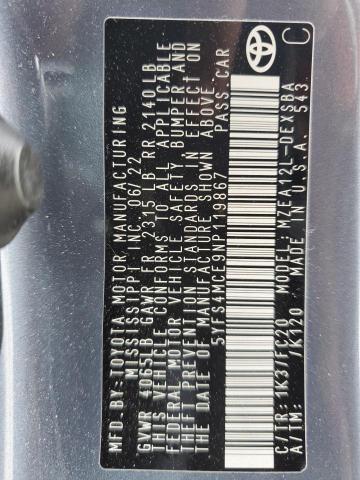 MFD.BY:TOYOTA MOTOR MANUFACTURING
MISSISSIPPI INC. 06/22
GVWR 4065LB GAWR FR 2315 LB RR 2140LB
THIS VEHICLE CONFORMS TO ALL APPLICABLE
FEDERAL MOTOR VEHICLE SAFETY, BUMPER AND
THEFT PREVENTION STANDARDS IN EFFECT ON
THE DATE OF MANUFACTURE SHOWN ABOVE.
5YFS4MCE9NP119867 PASS.CAR
C/TR: 1K3/FC20 MODEL: MZEA12L-DEXSBA
A/TM: /K120 MADE IN U.S.A. 543
C